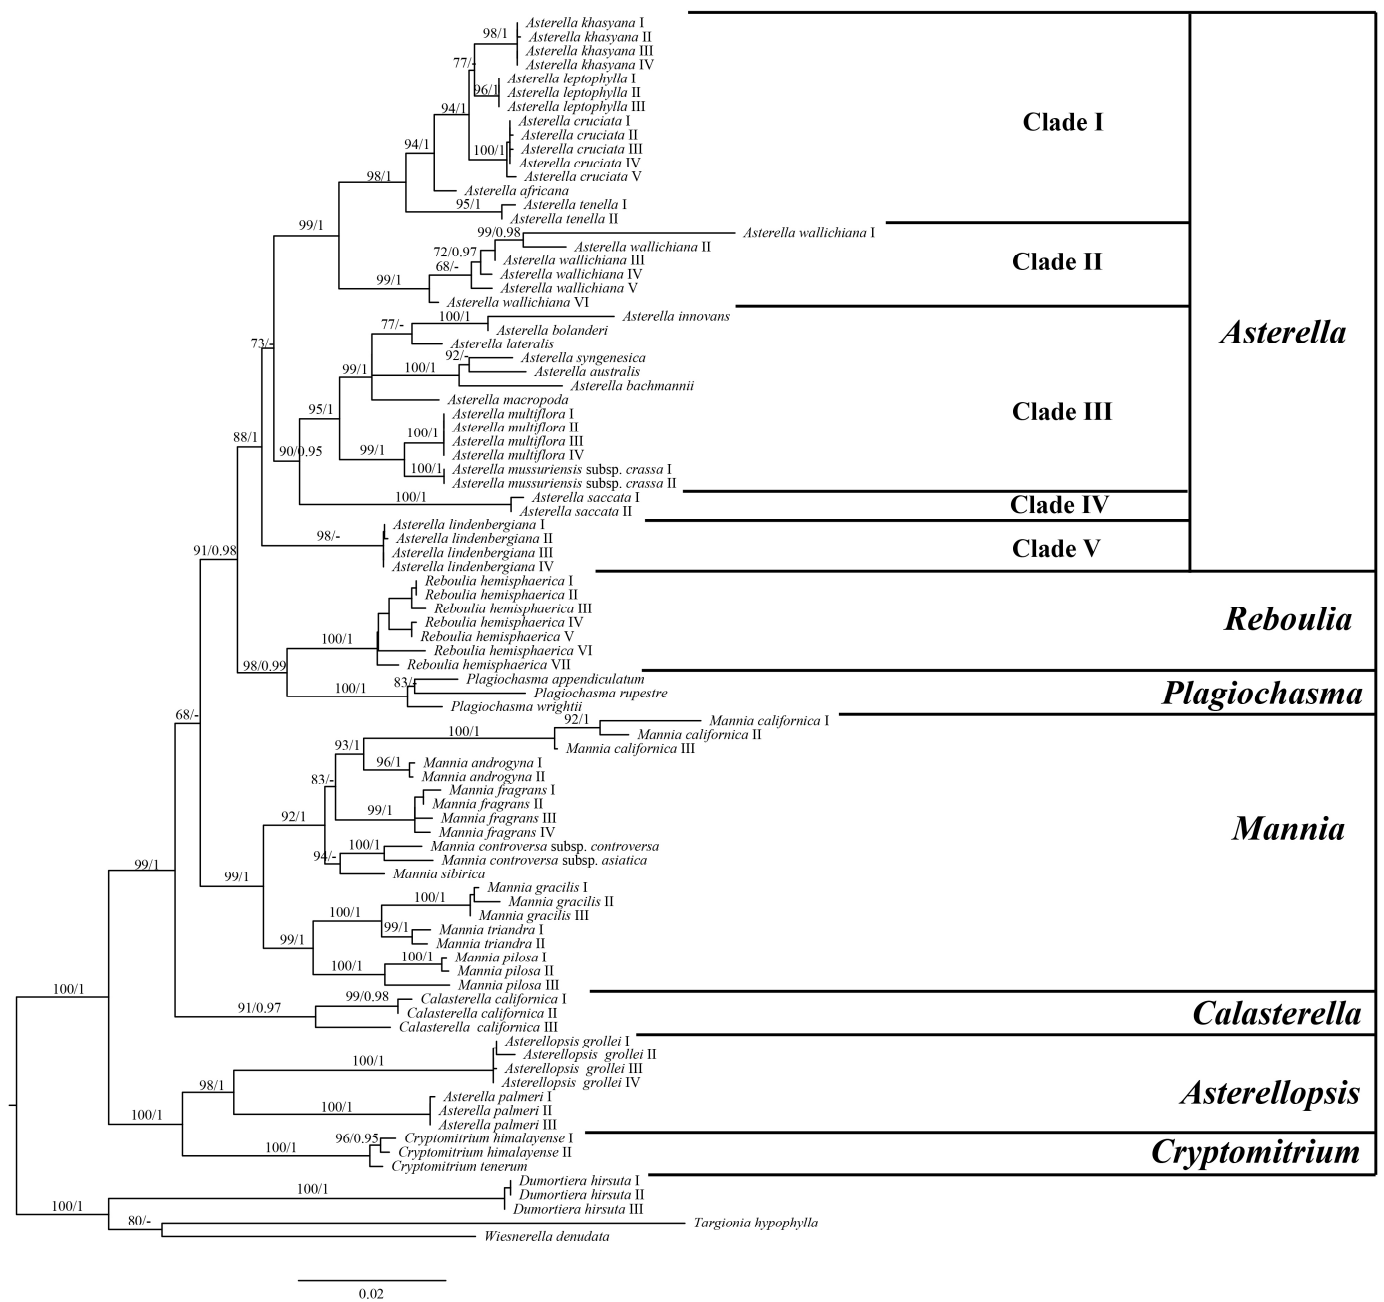 Asterella khasyana I
98/1
Asterella khasyana II
Asterella khasyana III
77/-
Asterella khasyana IV
Asterella leptophylla I
96/1
Asterella leptophylla II
94/1
Asterella leptophylla III
Asterella cruciata I
Clade I
Asterella cruciata II
94/1
100/1
Asterella cruciata III
Asterella cruciata IV
98/1
Asterella cruciata V
Asterella africana
95/1
Asterella tenella I
Asterella tenella II
99/1
99/0.98
Asterella wallichiana I
72/0.97
Asterella wallichiana II
68/-
Asterella wallichiana III
Clade II
99/1
Asterella wallichiana IV
Asterella wallichiana V
Asterella wallichiana VI
100/1
Asterella innovans
77/-
Asterella bolanderi
Asterella
73/-
Asterella lateralis
92/-
Asterella syngenesica
99/1
100/1
Asterella australis
Asterella bachmannii
Asterella macropoda
95/1
Asterella multiflora I
Clade III
Asterella multiflora II
88/1
100/1
Asterella multiflora III
90/0.95
99/1
Asterella multiflora IV
100/1
Asterella mussuriensis subsp. crassa I
Asterella mussuriensis subsp. crassa II
100/1
Asterella saccata I
Clade IV
Asterella saccata II
Asterella lindenbergiana I
98/-
Asterella lindenbergiana II
91/0.98
Asterella lindenbergiana III
Clade V
Asterella lindenbergiana IV
Reboulia hemisphaerica I
Reboulia hemisphaerica II
Reboulia hemisphaerica III
Reboulia
Reboulia hemisphaerica IV
100/1
Reboulia hemisphaerica V
Reboulia hemisphaerica VI
98/0.99
Reboulia hemisphaerica VII
83/-
Plagiochasma appendiculatum
100/1
Plagiochasma rupestre
Plagiochasma
Plagiochasma wrightii
68/-
92/1
Mannia californica I
100/1
Mannia californica II
93/1
Mannia californica III
96/1
Mannia androgyna I
83/-
Mannia androgyna II
Mannia fragrans I
Mannia fragrans II
92/1
99/1
Mannia fragrans III
Mannia
Mannia fragrans IV
100/1
Mannia controversa subsp. controversa
94/-
Mannia controversa subsp. asiatica
99/1
Mannia sibirica
99/1
Mannia gracilis I
100/1
Mannia gracilis II
100/1
Mannia gracilis III
99/1
Mannia triandra I
99/1
Mannia triandra II
100/1
Mannia pilosa I
100/1
Mannia pilosa II
Mannia pilosa III
100/1
99/0.98
Calasterella californica I
91/0.97
Calasterella californica II
Calasterella
Calasterella californica III
Asterellopsis grollei I
100/1
Asterellopsis grollei II
Asterellopsis grollei III
98/1
Asterellopsis grollei IV
Asterellopsis
Asterella palmeri I
100/1
Asterella palmeri II
100/1
Asterella palmeri III
96/0.95
Cryptomitrium himalayense I
100/1
Cryptomitrium himalayense II
Cryptomitrium
Cryptomitrium tenerum
Dumortiera hirsuta I
100/1
Dumortiera hirsuta II
100/1
Dumortiera hirsuta III
80/-
Targionia hypophylla
Wiesnerella denudata
0.02